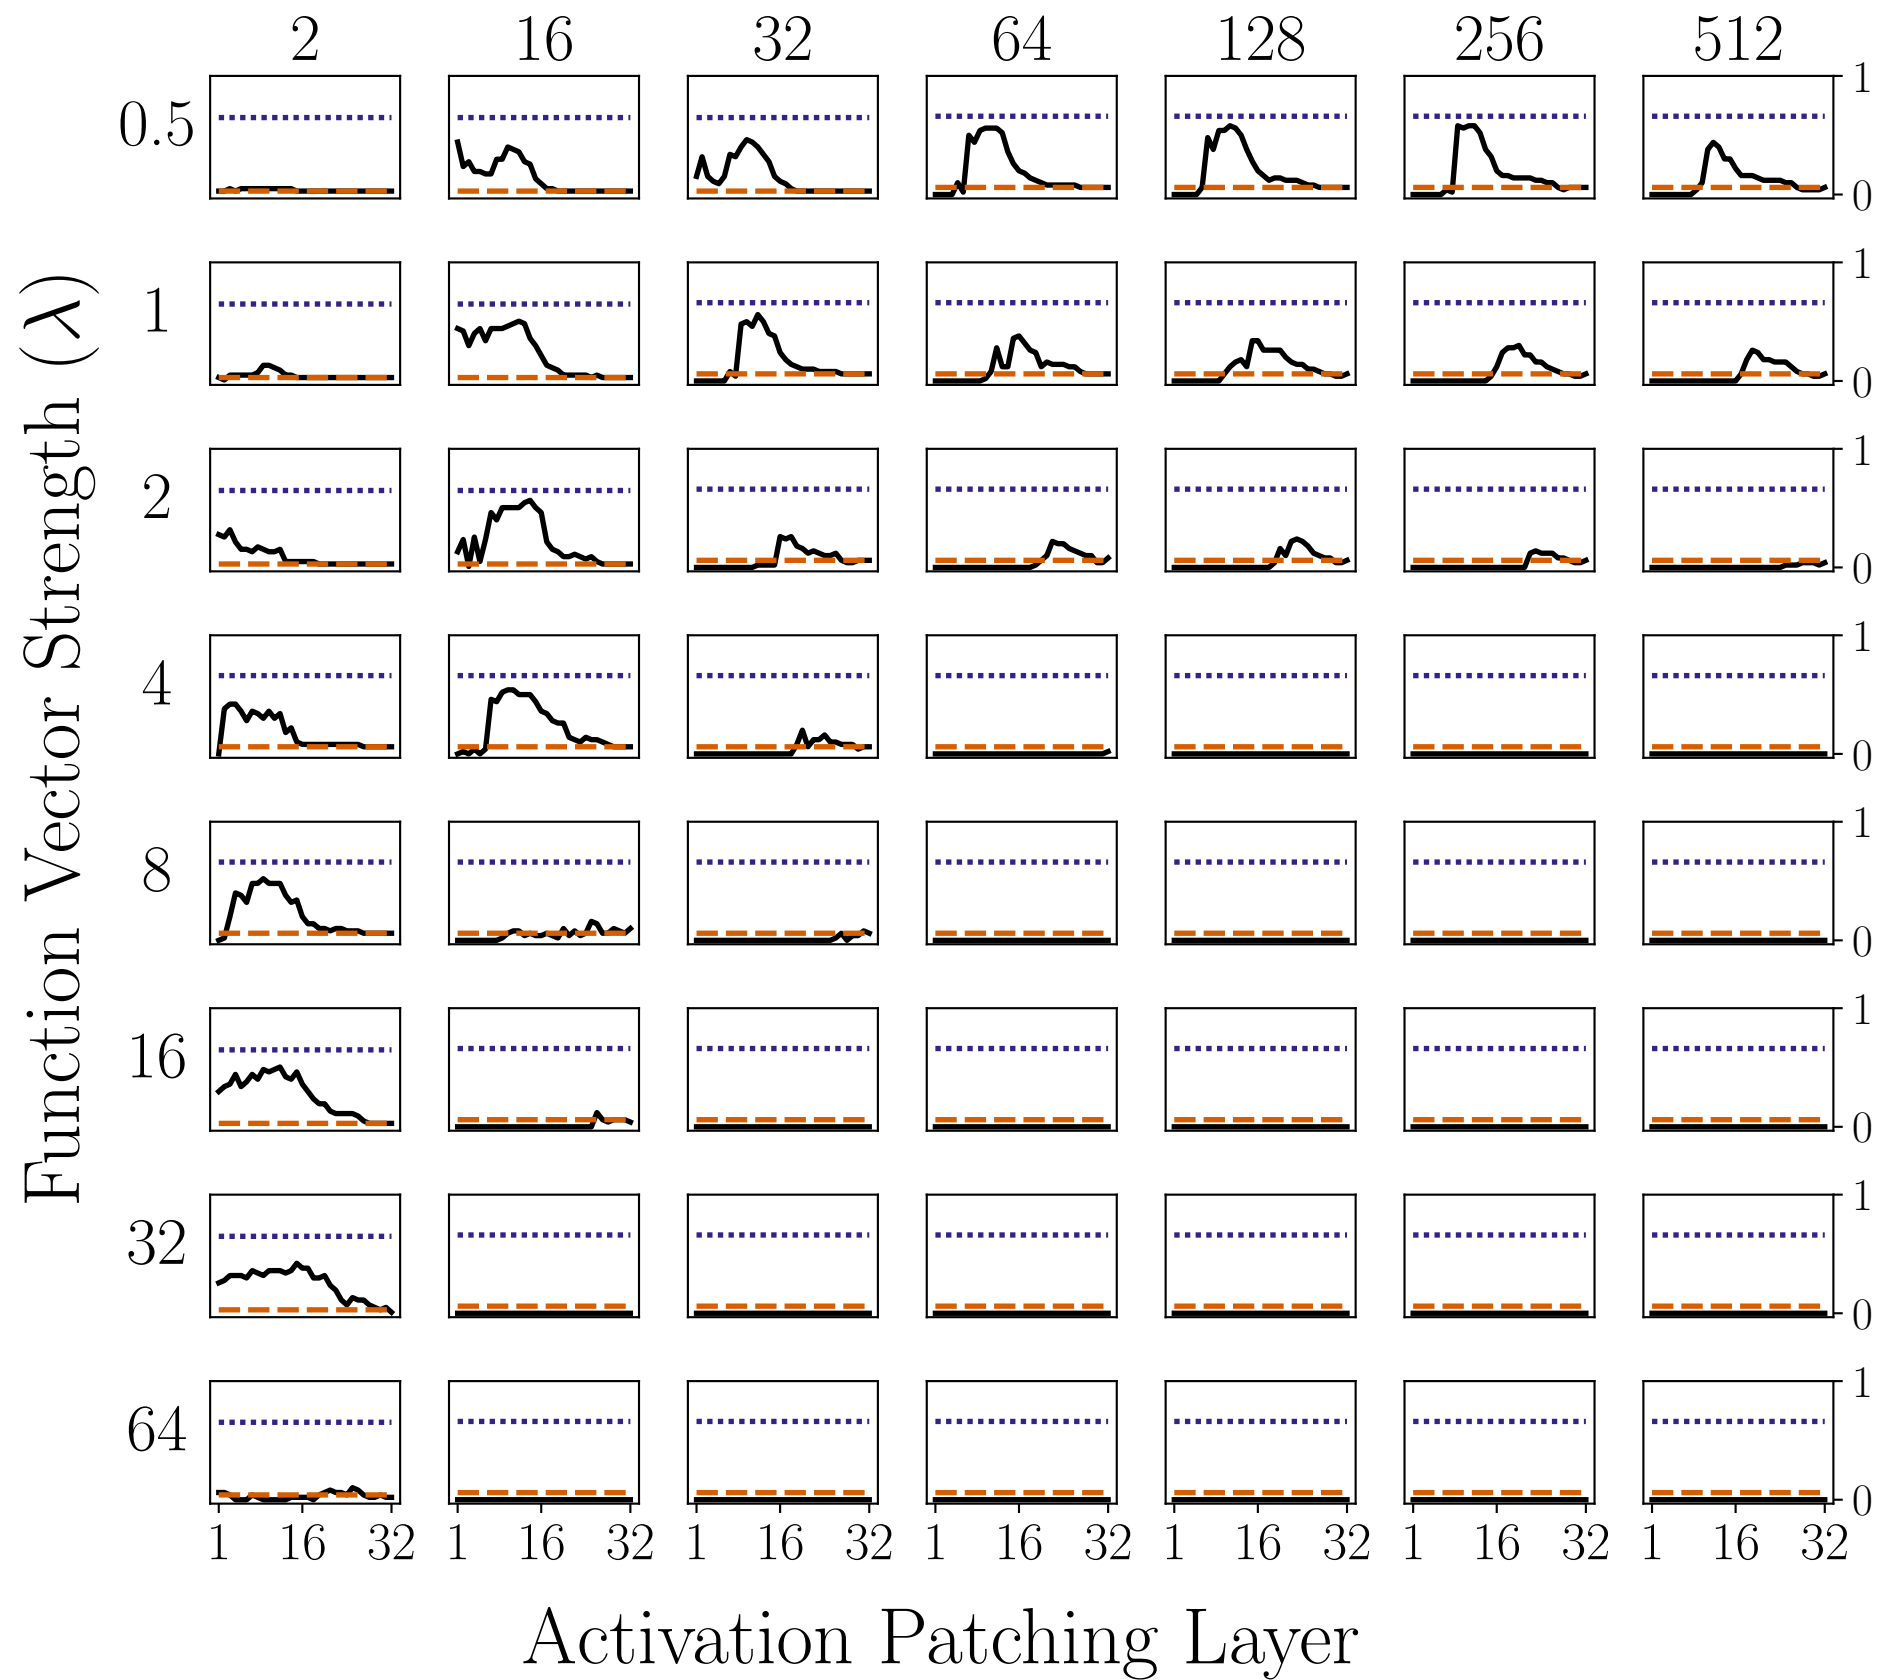 2 16 32 64 128 256 512
0.5 1 0
1 1 0
2 1 0
4 1 0
8 1 0
16 1 0
32 1 0
64 1 0
1 16 32 1 16 32 1 16 32 1 16 32 1 16 32 1 16 32 1 16 32
Function Vector Strength (λ)
Activation Patching Layer